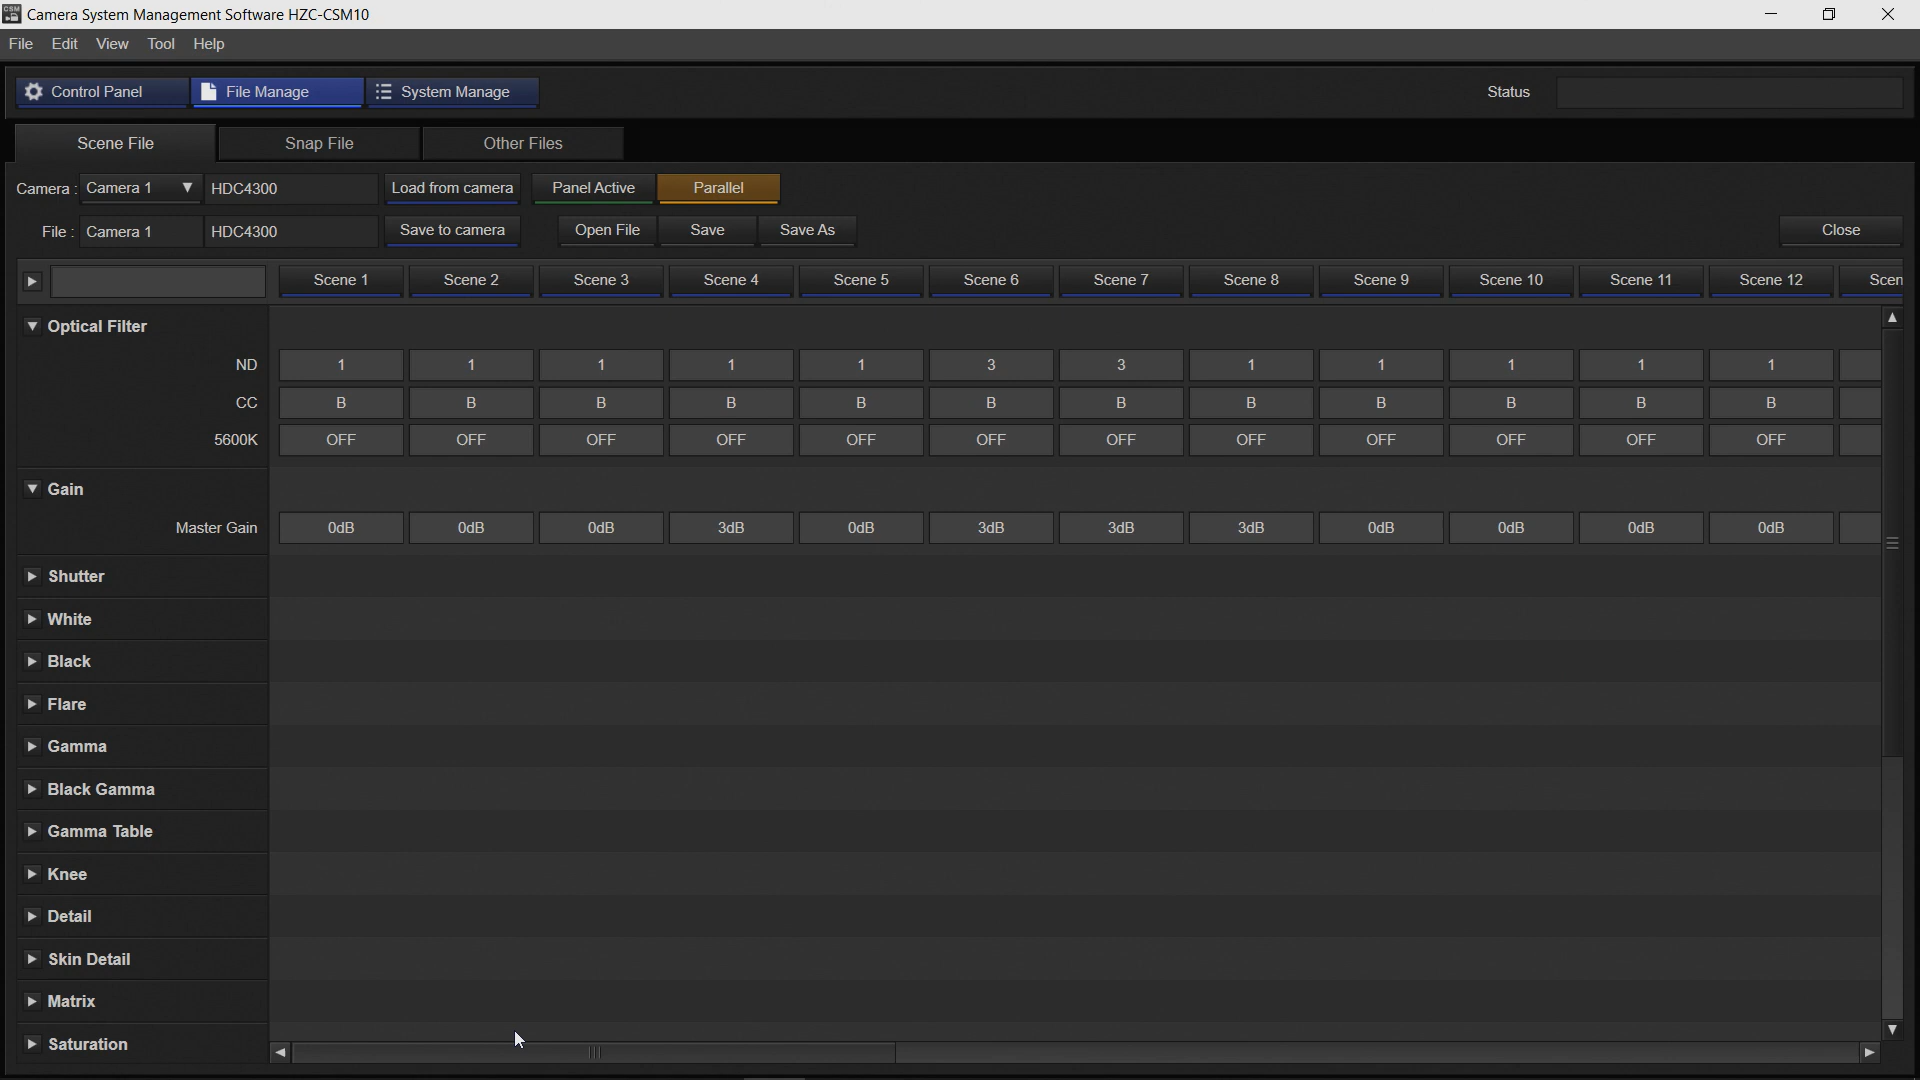 Camera System Management Software HZC-CSM10
File Edit View Tool Help
Control Panel File Manage System Manage Status
Scene File Snap File Other Files
Camera : Camera 1 ▼ HDC4300 Load from camera Panel Active Parallel
File : Camera 1 HDC4300 Save to camera Open File Save Save As Close
Scene 1 Scene 2 Scene 3 Scene 4 Scene 5 Scene 6 Scene 7 Scene 8 Scene 9 Scene 10 Scene 11 Scene 12 Scen
Optical Filter
ND 1 1 1 1 1 3 3 1 1 1 1 1
CC B B B B B B B B B B B B
5600K OFF OFF OFF OFF OFF OFF OFF OFF OFF OFF OFF OFF
Gain
Master Gain 0dB 0dB 0dB 3dB 0dB 3dB 3dB 3dB 0dB 0dB 0dB 0dB
Shutter
White
Black
Flare
Gamma
Black Gamma
Gamma Table
Knee
Detail
Skin Detail
Matrix
Saturation